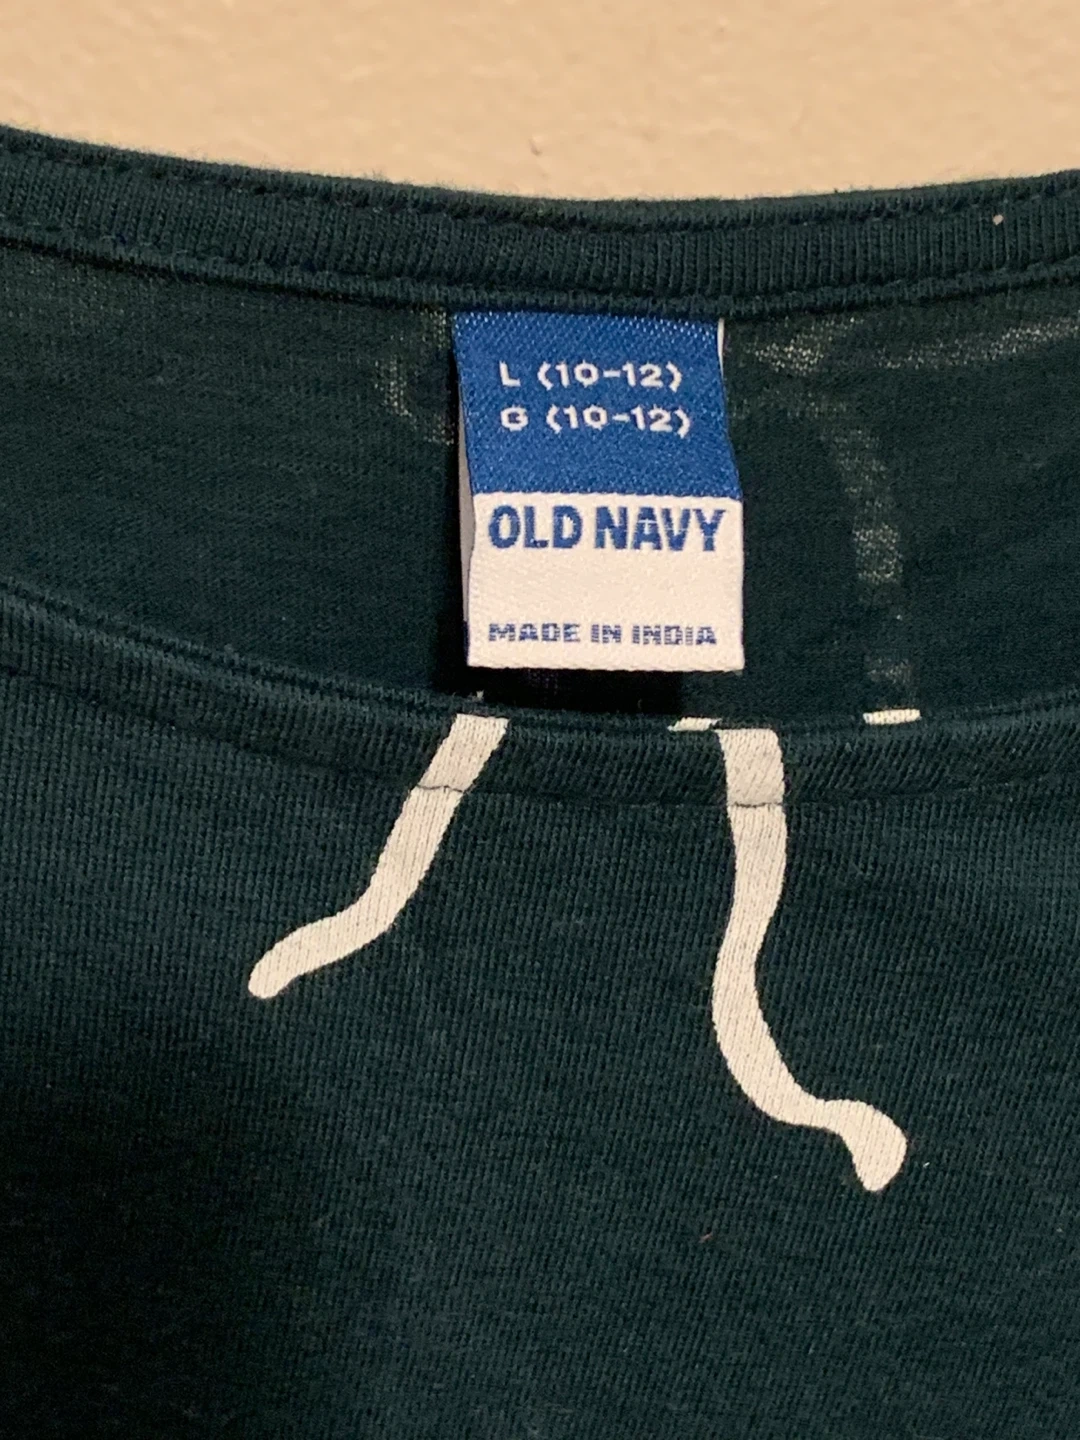 L (10-12)
G (10-12)
OLD NAVY
MADE IN INDIA